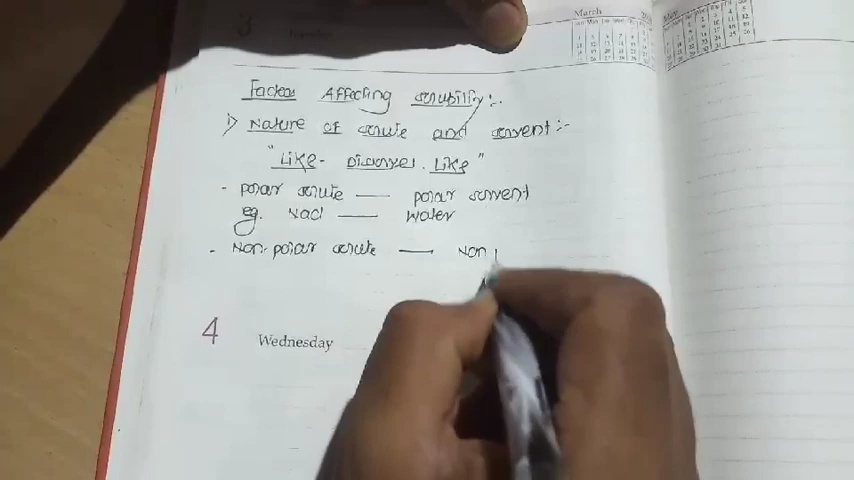 3
March
Factors Affecting solubility :-
1) Nature of solute and solvent :-
"Like - Dissolves Like"
- polar solute — polar solvent
eg. Nacl — Water
- Non-polar solute — Non
4 Wednesday